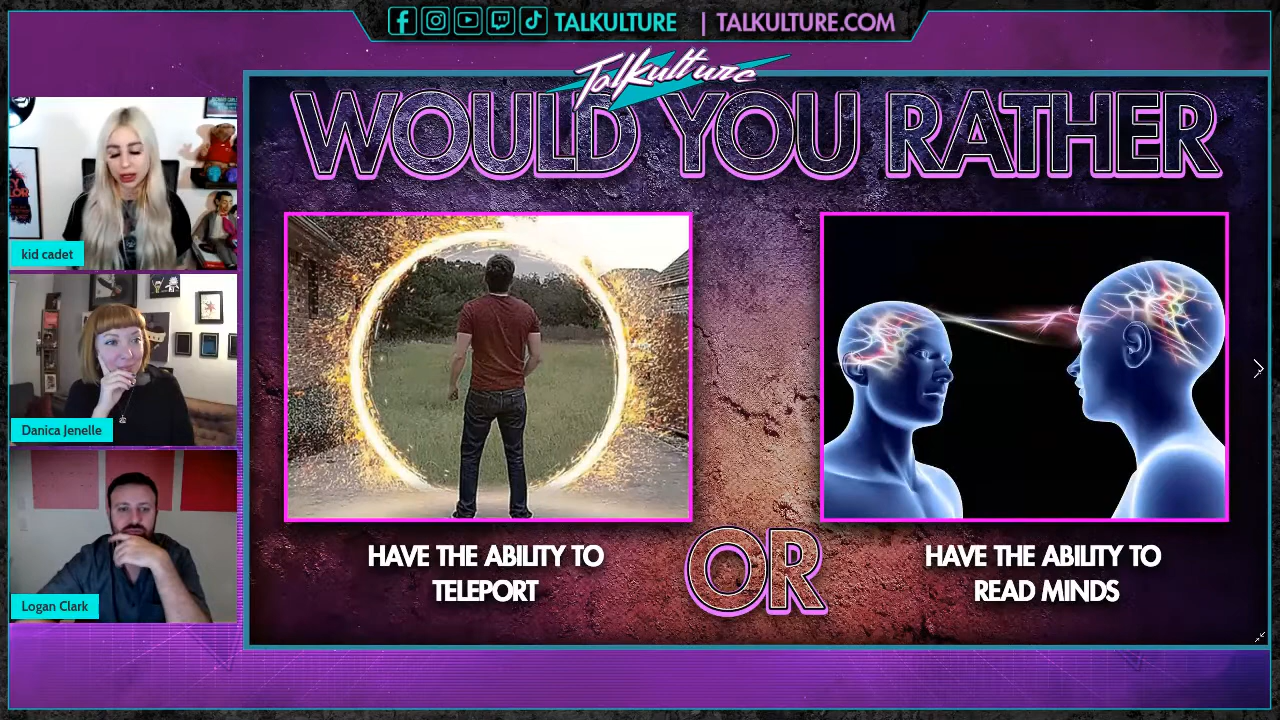 TALKULTURE | TALKULTURE.COM
Talkulture
WOULD YOU RATHER
kid cadet
Danica Jenelle
Logan Clark
HAVE THE ABILITY TO
TELEPORT
OR
HAVE THE ABILITY TO
READ MINDS